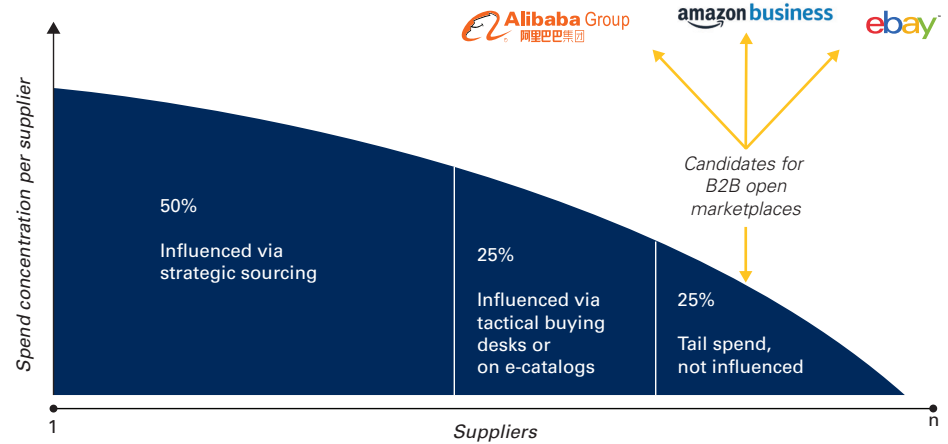 Alibaba Group
阿里巴巴集团
amazon business
ebay
Spend concentration per supplier
Candidates for
B2B open
marketplaces
50%
Influenced via
strategic sourcing
25%
Influenced via
tactical buying
desks or
on e-catalogs
25%
Tail spend,
not influenced
1
Suppliers
n